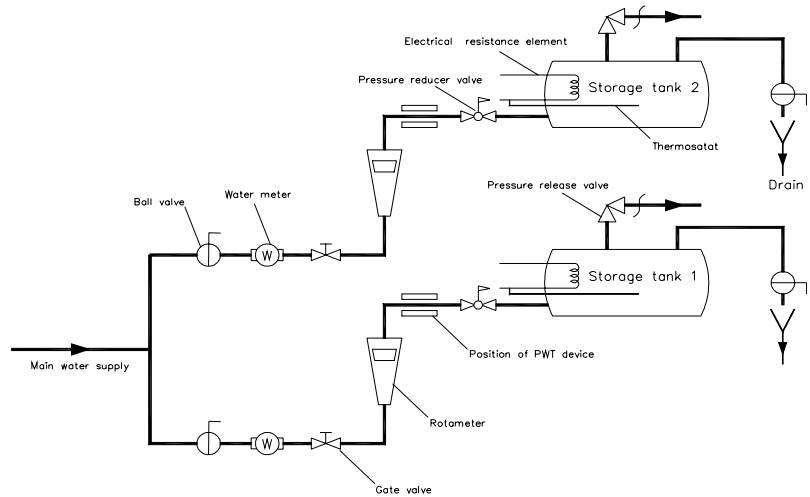 Electrical resistance element
Pressure reducer valve
Storage tank 2
Thermosatat
Drain
Pressure release valve
Water meter
Ball valve
W
Storage tank 1
Position of PWT device
Main water supply
Rotameter
W
Gate valve